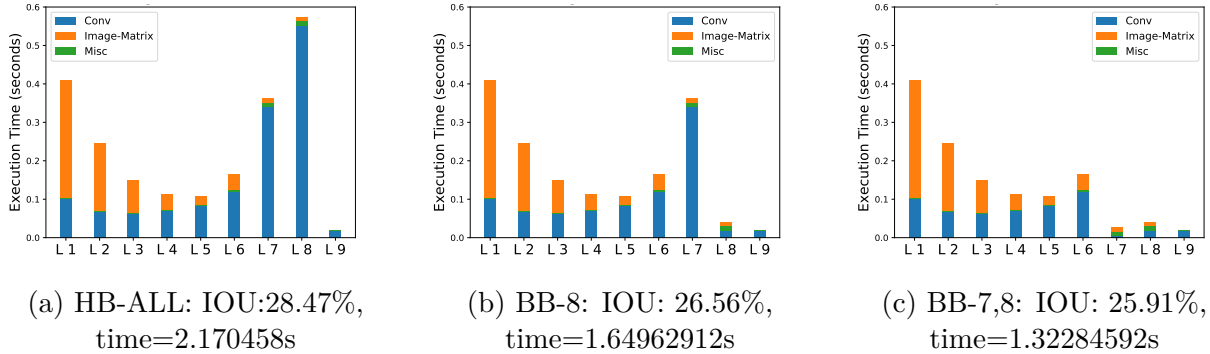 0.6
0.5
0.4
0.3
0.2
0.1
0.0
Execution Time (seconds)
Conv
Image-Matrix
Misc
L 1 L 2 L 3 L 4 L 5 L 6 L 7 L 8 L 9
(a) HB-ALL: IOU:28.47%,
time=2.170458s
0.6
0.5
0.4
0.3
0.2
0.1
0.0
Execution Time (seconds)
Conv
Image-Matrix
Misc
L 1 L 2 L 3 L 4 L 5 L 6 L 7 L 8 L 9
(b) BB-8: IOU: 26.56%,
time=1.64962912s
0.6
0.5
0.4
0.3
0.2
0.1
0.0
Execution Time (seconds)
Conv
Image-Matrix
Misc
L 1 L 2 L 3 L 4 L 5 L 6 L 7 L 8 L 9
(c) BB-7,8: IOU: 25.91%,
time=1.32284592s